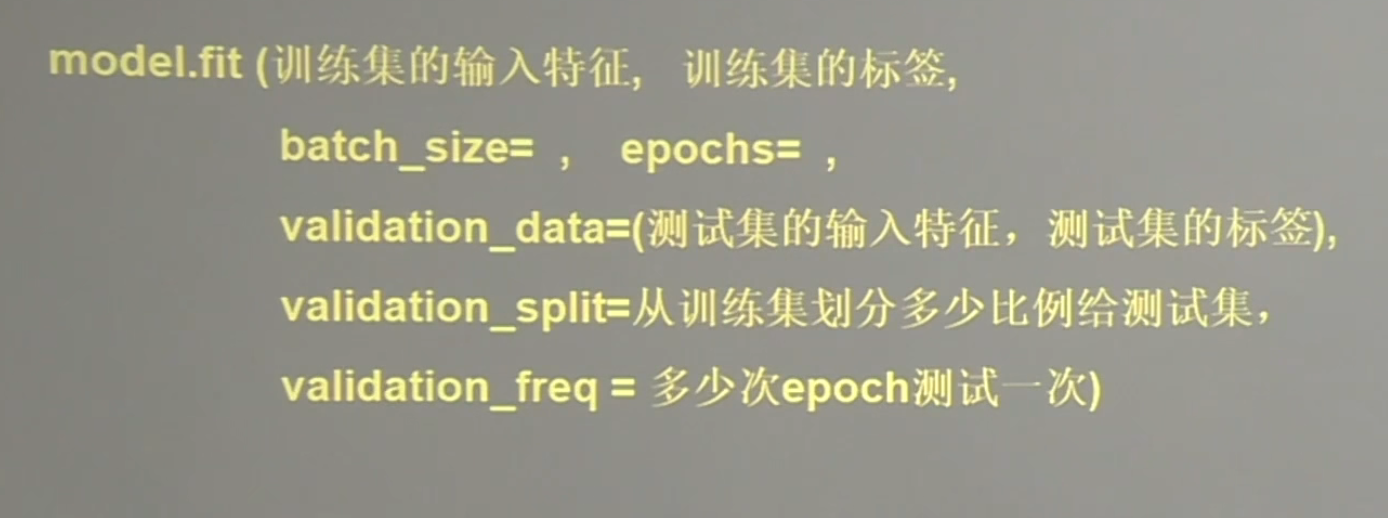 model.fit (训练集的输入特征, 训练集的标签,
batch_size= , epochs= ,
validation_data=(测试集的输入特征，测试集的标签),
validation_split=从训练集划分多少比例给测试集，
validation_freq = 多少次epoch测试一次)